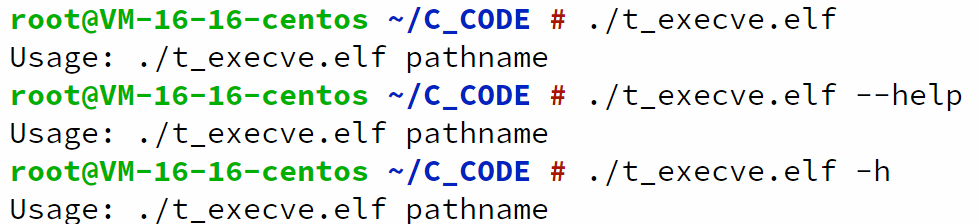 root@VM-16-16-centos ~/C_CODE # ./t_execve.elf
Usage: ./t_execve.elf pathname
root@VM-16-16-centos ~/C_CODE # ./t_execve.elf --help
Usage: ./t_execve.elf pathname
root@VM-16-16-centos ~/C_CODE # ./t_execve.elf -h
Usage: ./t_execve.elf pathname